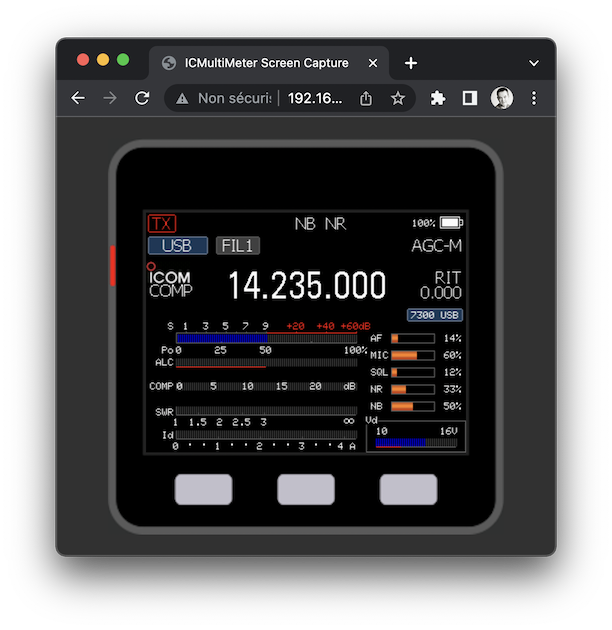 ICMultiMeter Screen Capture
Non sécuris 192.16...
TX NB NR 100%
USB FIL1 AGC-M
ICOM RIT
COMP 14.235.000 0.000
7300 USB
S 1 3 5 7 9 +20 +40 +60dB
AF 14%
Po 0 25 50 100%
MIC 60%
ALC
SQL 12%
COMP 0 5 10 15 20 dB
NR 33%
NB 50%
SWR
1 1.5 2 2.5 3 ∞
Vd
10 16V
Id
0 1 2 3 4 A